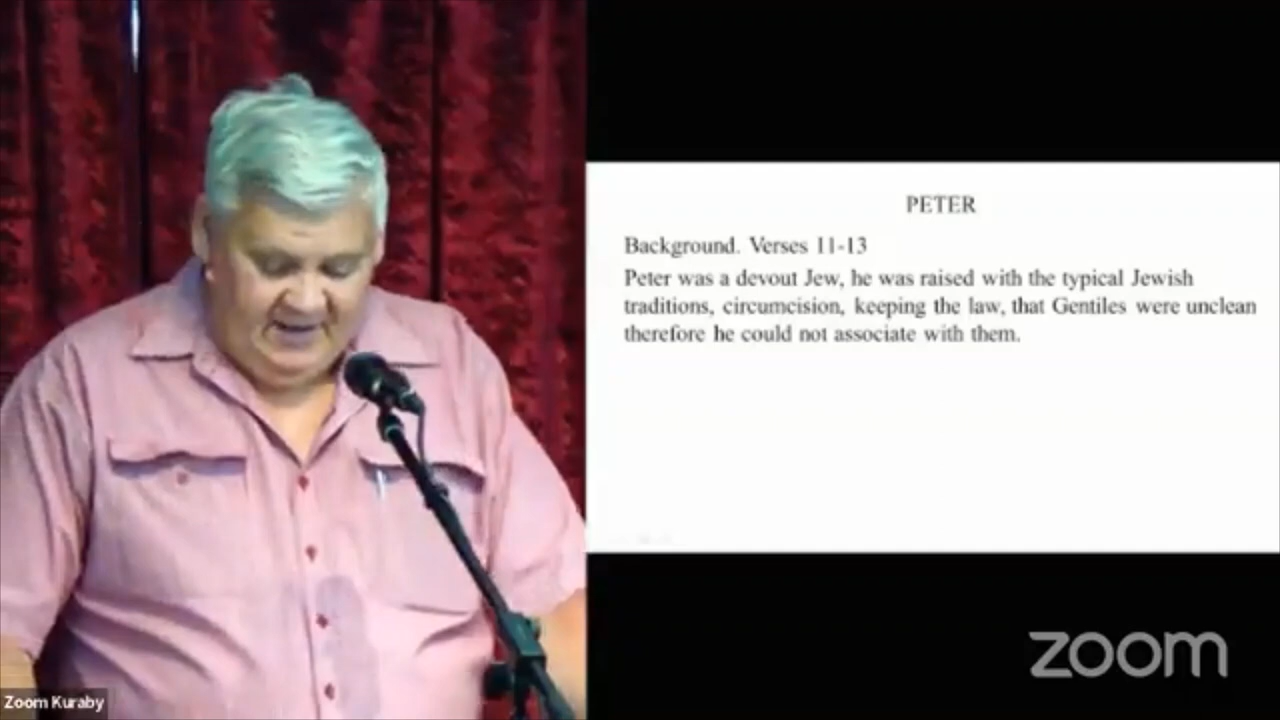 PETER
Background. Verses 11-13
Peter was a devout Jew, he was raised with the typical Jewish
traditions, circumcision, keeping the law, that Gentiles were unclean
therefore he could not associate with them.
zoom
Zoom Kuraby